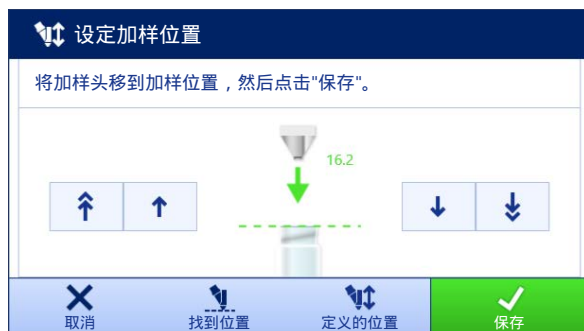 设定加样位置
将加样头移到加样位置，然后点击"保存"。
16.2
取消
找到位置
定义的位置
保存